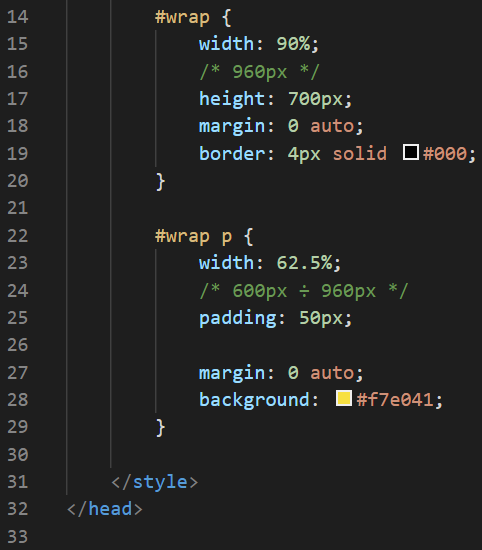 14 #wrap {
15 width: 90%;
16 /* 960px */
17 height: 700px;
18 margin: 0 auto;
19 border: 4px solid #000;
20 }
21
22 #wrap p {
23 width: 62.5%;
24 /* 600px ÷ 960px */
25 padding: 50px;
26
27 margin: 0 auto;
28 background: #f7e041;
29 }
30
31 </style>
32 </head>
33